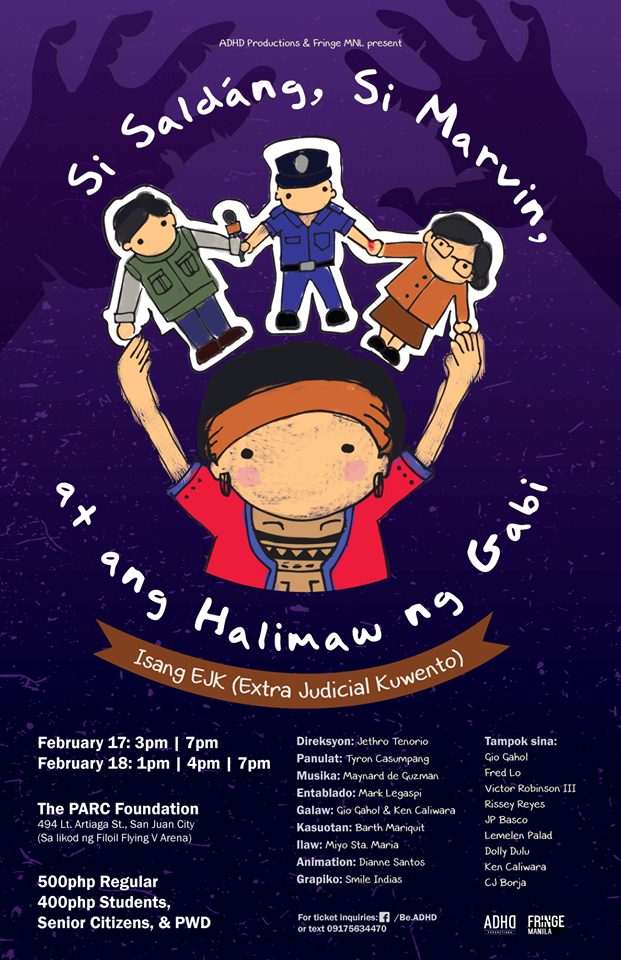 ADHD Productions & Fringe MNL present
Si Saldáng, Si Marvin,
at ang Halimaw ng Gabi
Isang EJK (Extra Judicial Kuwento)
February 17: 3pm | 7pm
February 18: 1pm | 4pm | 7pm
The PARC Foundation
494 Lt. Artiaga St., San Juan City
(Sa likod ng Filoil Flying V Arena)
500php Regular
400php Students,
Senior Citizens, & PWD
Direksyon: Jethro Tenorio
Panulat: Tyron Casumpang
Musika: Maynard de Guzman
Entablado: Mark Legaspi
Galaw: Gio Gahol & Ken Caliwara
Kasuotan: Barth Mariquit
Ilaw: Miyo Sta. Maria
Animation: Dianne Santos
Grapiko: Smile Indias
For ticket inquiries: f /Be.ADHD
or text 09175634470
Tampok sina:
Gio Gahol
Fred Lo
Victor Robinson III
Rissey Reyes
JP Basco
Lemelen Palad
Dolly Dulu
Ken Caliwara
CJ Borja
ADHD
PRODUCTIONS
FRINGE
MANILA